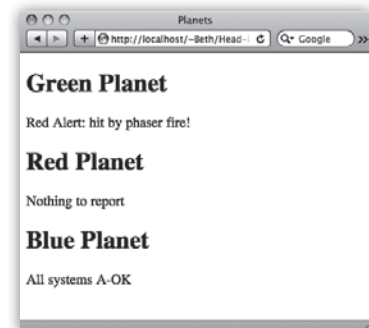 Planets
http://localhost/~Beth/Head-
Google
Green Planet
Red Alert: hit by phaser fire!
Red Planet
Nothing to report
Blue Planet
All systems A-OK